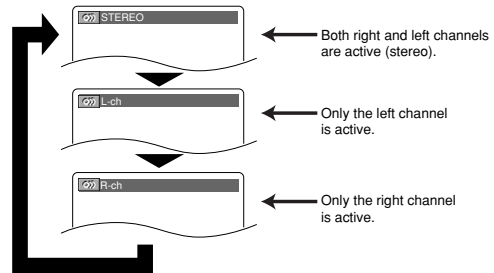 STEREO
Both right and left channels
are active (stereo).
L-ch
Only the left channel
is active.
R-ch
Only the right channel
is active.